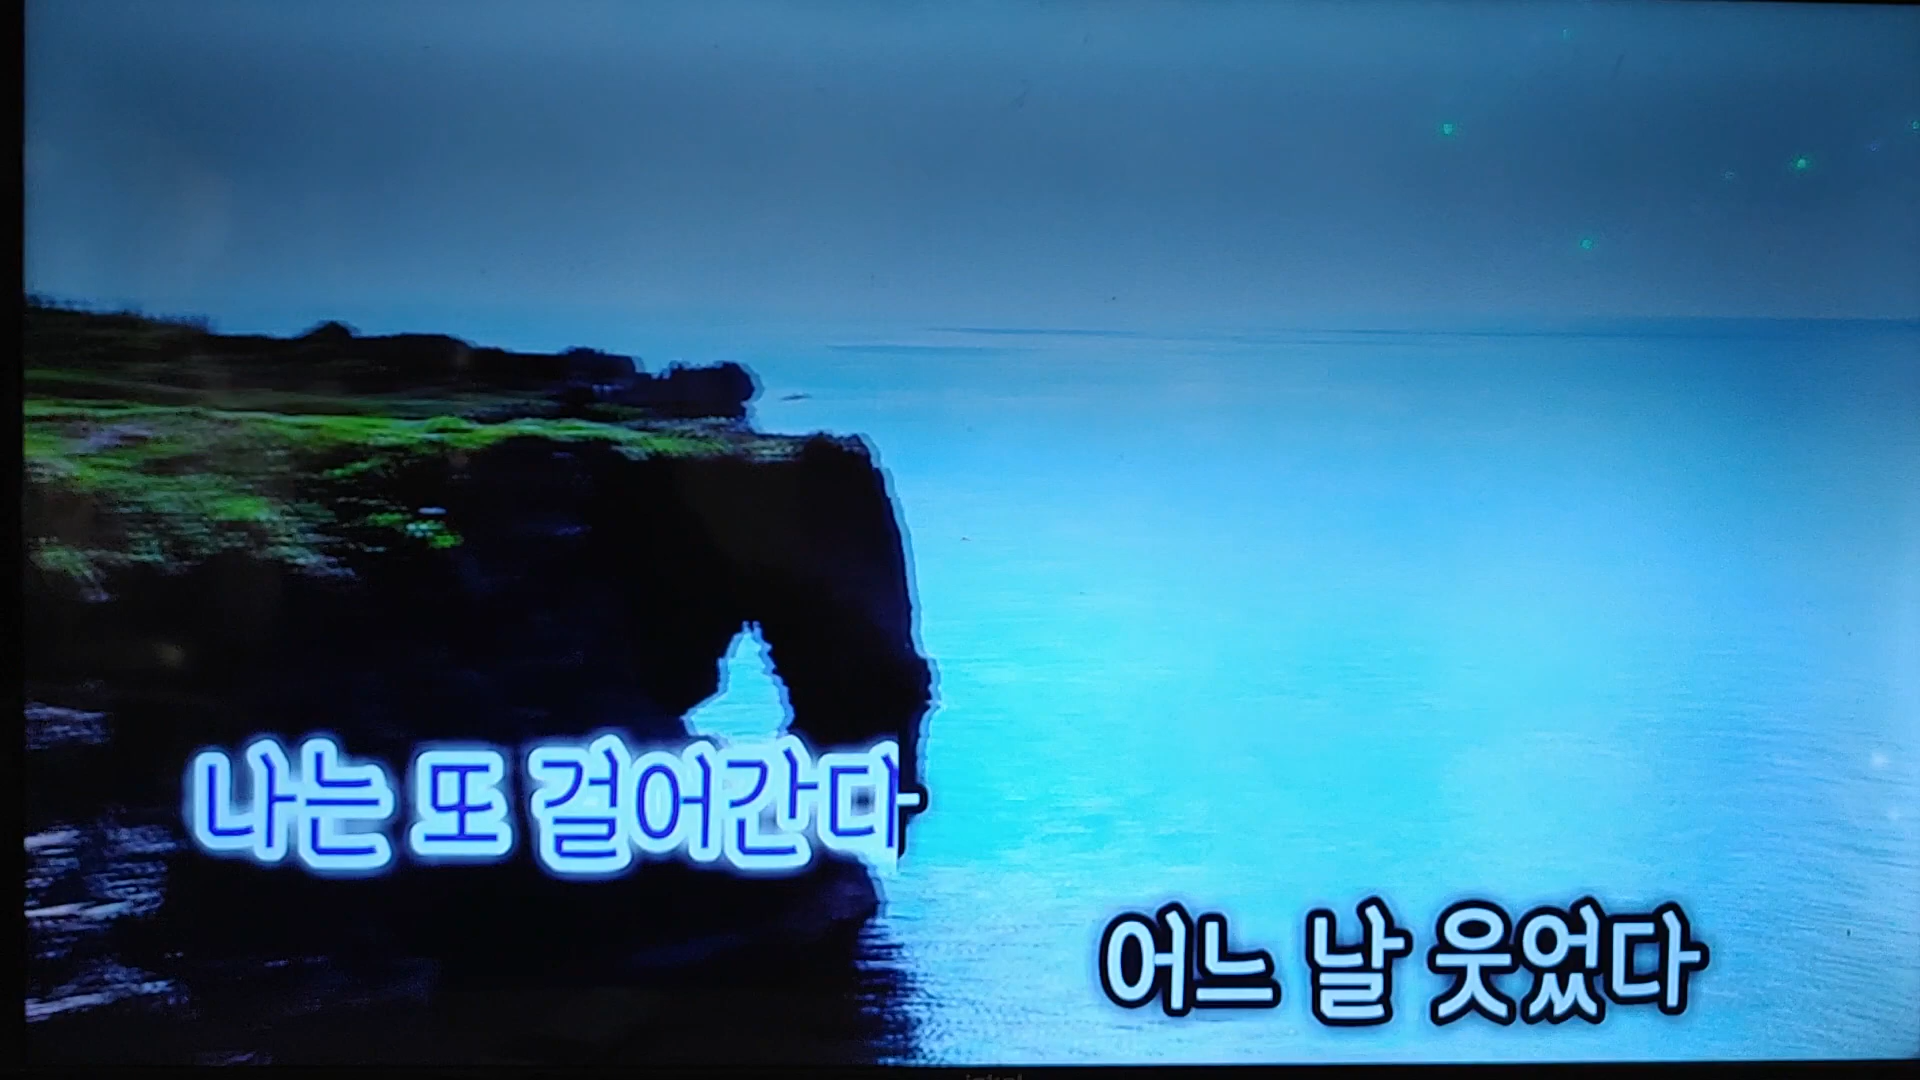 나는 또 걸어간다
어느 날 웃었다